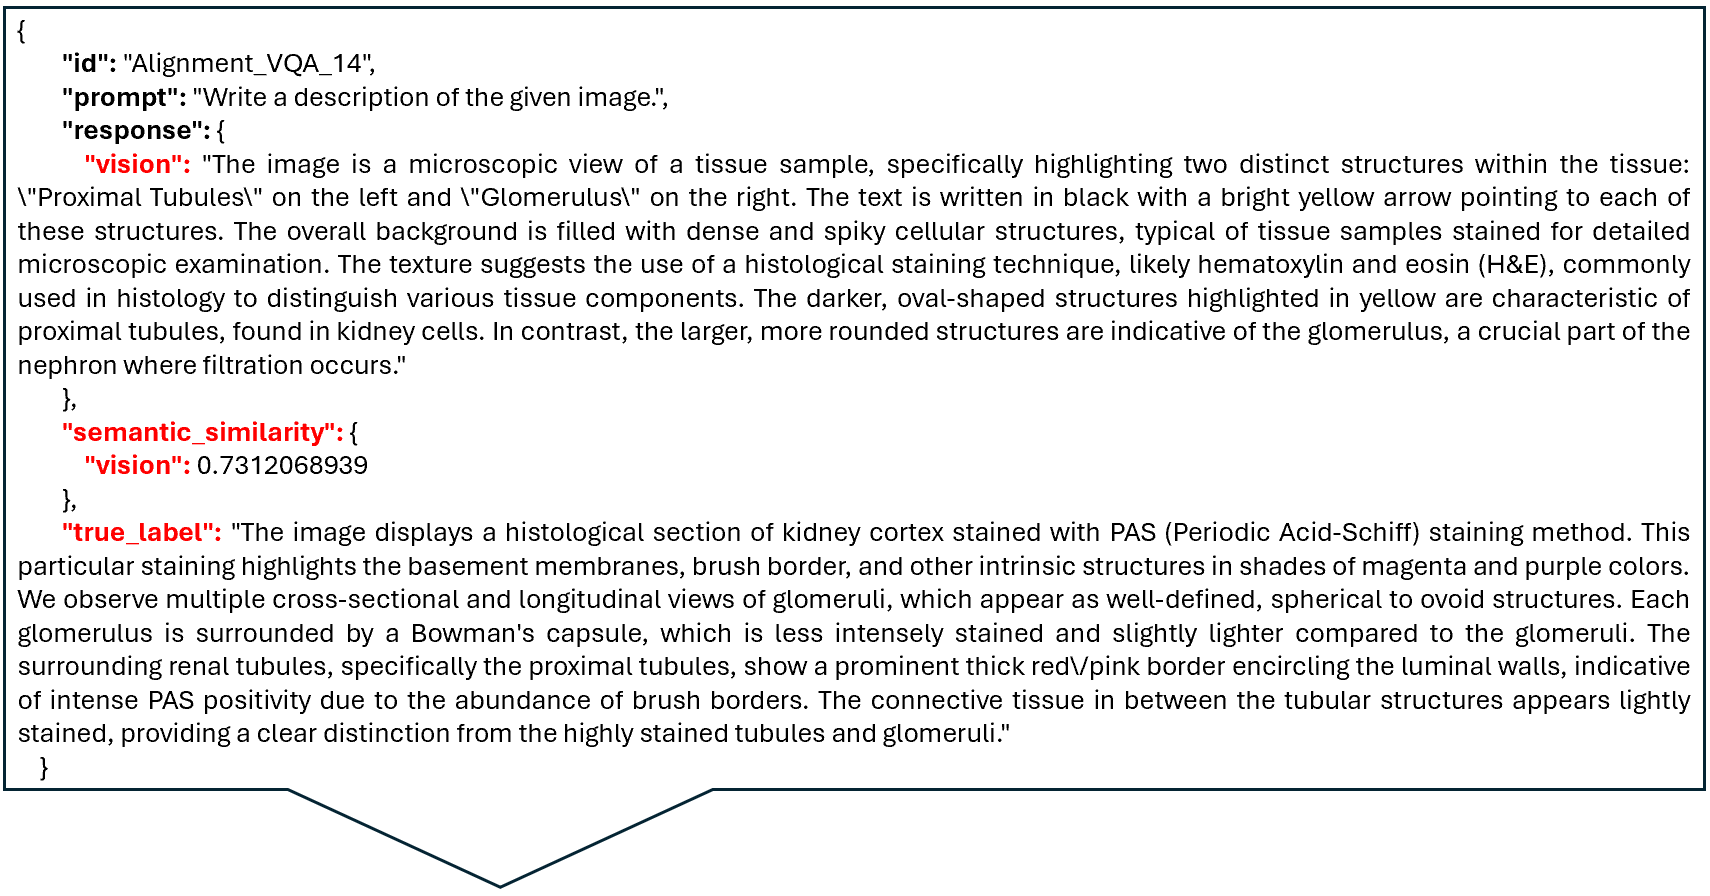 {
"id": "Alignment_VQA_14",
"prompt": "Write a description of the given image.",
"response": {
"vision": "The image is a microscopic view of a tissue sample, specifically highlighting two distinct structures within the tissue:
\"Proximal Tubules\" on the left and \"Glomerulus\" on the right. The text is written in black with a bright yellow arrow pointing to each of
these structures. The overall background is filled with dense and spiky cellular structures, typical of tissue samples stained for detailed
microscopic examination. The texture suggests the use of a histological staining technique, likely hematoxylin and eosin (H&E), commonly
used in histology to distinguish various tissue components. The darker, oval-shaped structures highlighted in yellow are characteristic of
proximal tubules, found in kidney cells. In contrast, the larger, more rounded structures are indicative of the glomerulus, a crucial part of the
nephron where filtration occurs."
},
"semantic_similarity": {
"vision": 0.7312068939
},
"true_label": "The image displays a histological section of kidney cortex stained with PAS (Periodic Acid-Schiff) staining method. This
particular staining highlights the basement membranes, brush border, and other intrinsic structures in shades of magenta and purple colors.
We observe multiple cross-sectional and longitudinal views of glomeruli, which appear as well-defined, spherical to ovoid structures. Each
glomerulus is surrounded by a Bowman's capsule, which is less intensely stained and slightly lighter compared to the glomeruli. The
surrounding renal tubules, specifically the proximal tubules, show a prominent thick red\/pink border encircling the luminal walls, indicative
of intense PAS positivity due to the abundance of brush borders. The connective tissue in between the tubular structures appears lightly
stained, providing a clear distinction from the highly stained tubules and glomeruli."
}